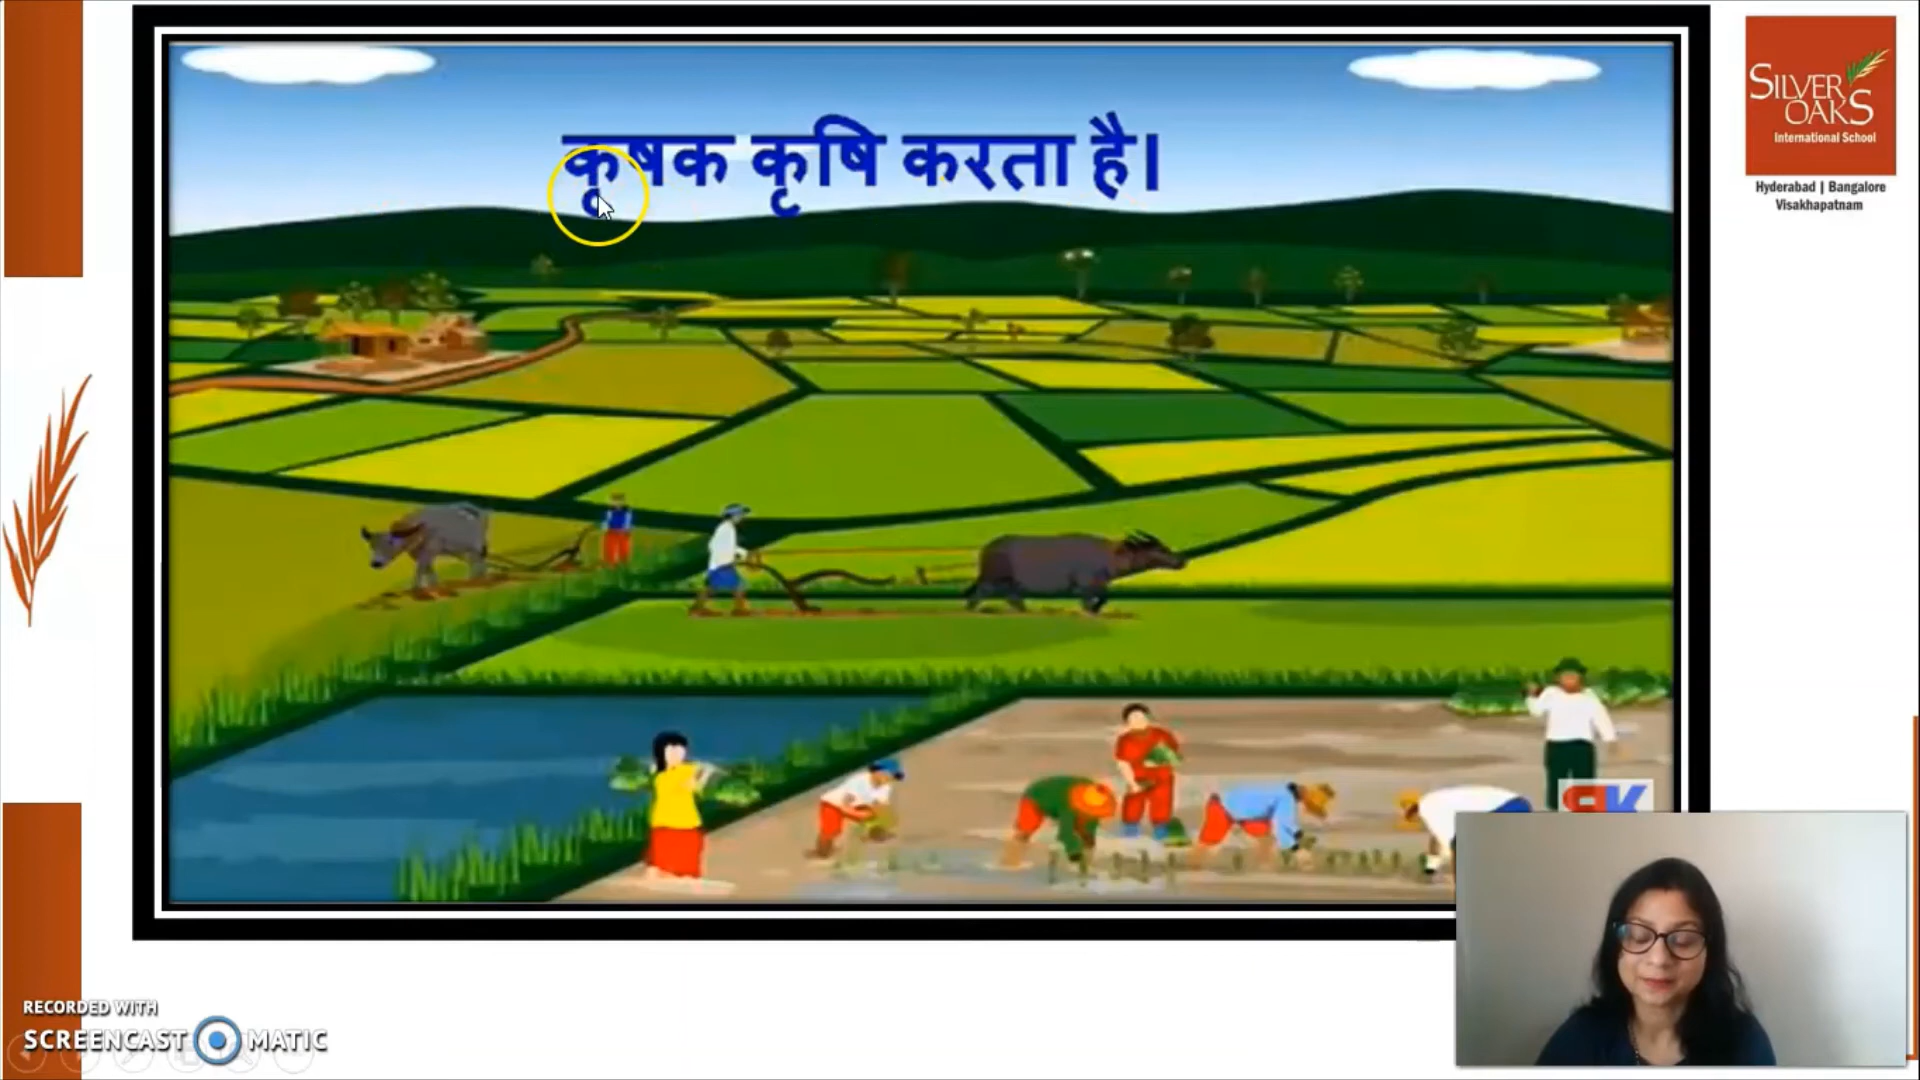 कृषक कृषि करता है।
SILVER
OAKS
International School
Hyderabad | Bangalore
Visakhapatnam
RECORDED WITH
SCREENCAST MATIC